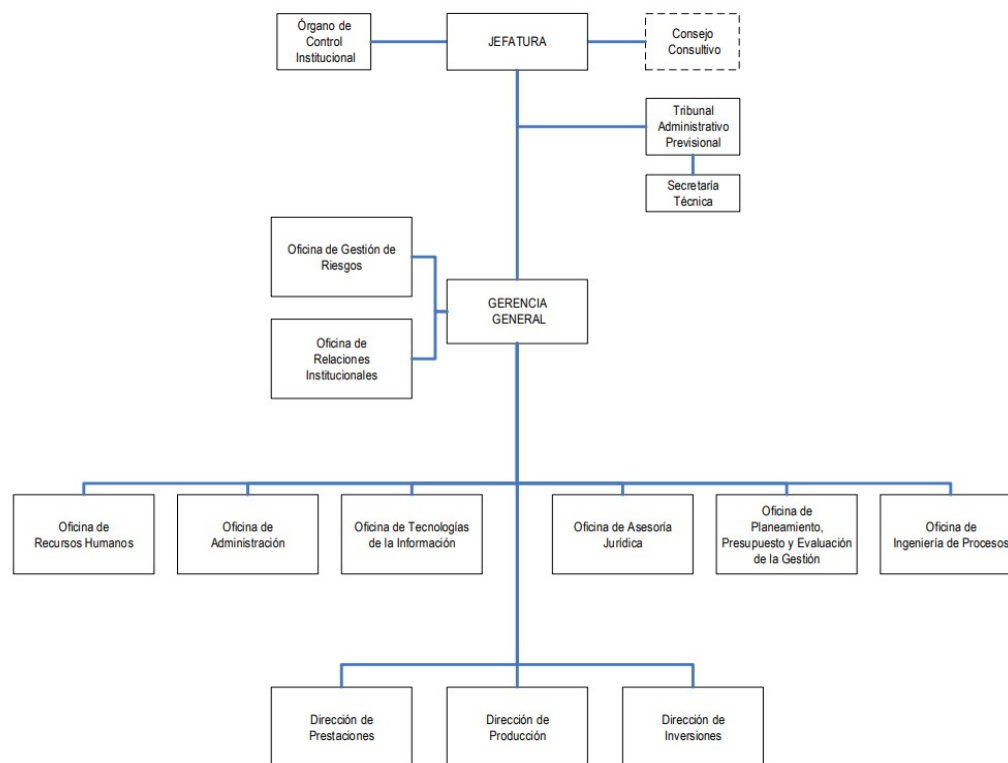 Órgano de
Control
Institucional
JEFATURA
Consejo
Consultivo
Tribunal
Administrativo
Previsional
Secretaría
Técnica
Oficina de Gestión de
Riesgos
GERENCIA
GENERAL
Oficina de
Relaciones
Institucionales
Oficina de
Recursos Humanos
Oficina de
Administración
Oficina de Tecnologías
de la Información
Oficina de Asesoría
Jurídica
Oficina de
Planeamiento,
Presupuesto y Evaluación
de la Gestión
Oficina de
Ingeniería de Procesos
Dirección de
Prestaciones
Dirección de
Producción
Dirección de
Inversiones